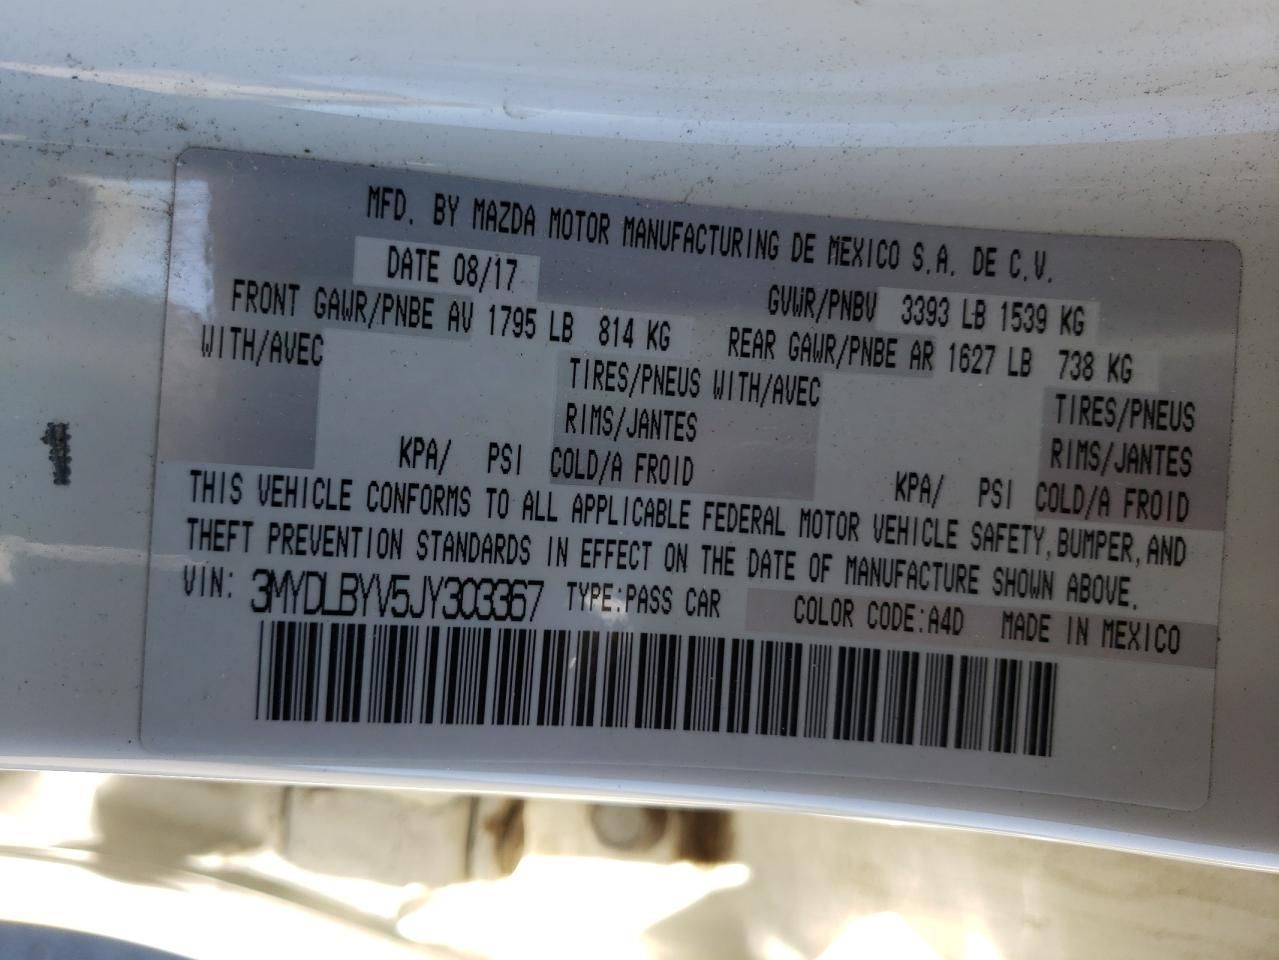 MFD. BY MAZDA MOTOR MANUFACTURING DE MEXICO S.A. DE C.V.
DATE 08/17 GVWR/PNBV 3393 LB 1539 KG
FRONT GAWR/PNBE AV 1795 LB 814 KG REAR GAWR/PNBE AR 1627 LB 738 KG
WITH/AVEC TIRES/PNEUS WITH/AVEC TIRES/PNEUS
RIMS/JANTES RIMS/JANTES
KPA/ PSI COLD/A FROID KPA/ PSI COLD/A FROID
THIS VEHICLE CONFORMS TO ALL APPLICABLE FEDERAL MOTOR VEHICLE SAFETY, BUMPER, AND
THEFT PREVENTION STANDARDS IN EFFECT ON THE DATE OF MANUFACTURE SHOWN ABOVE.
VIN: 3MYDLBYV5JY303367 TYPE:PASS CAR COLOR CODE:A4D MADE IN MEXICO